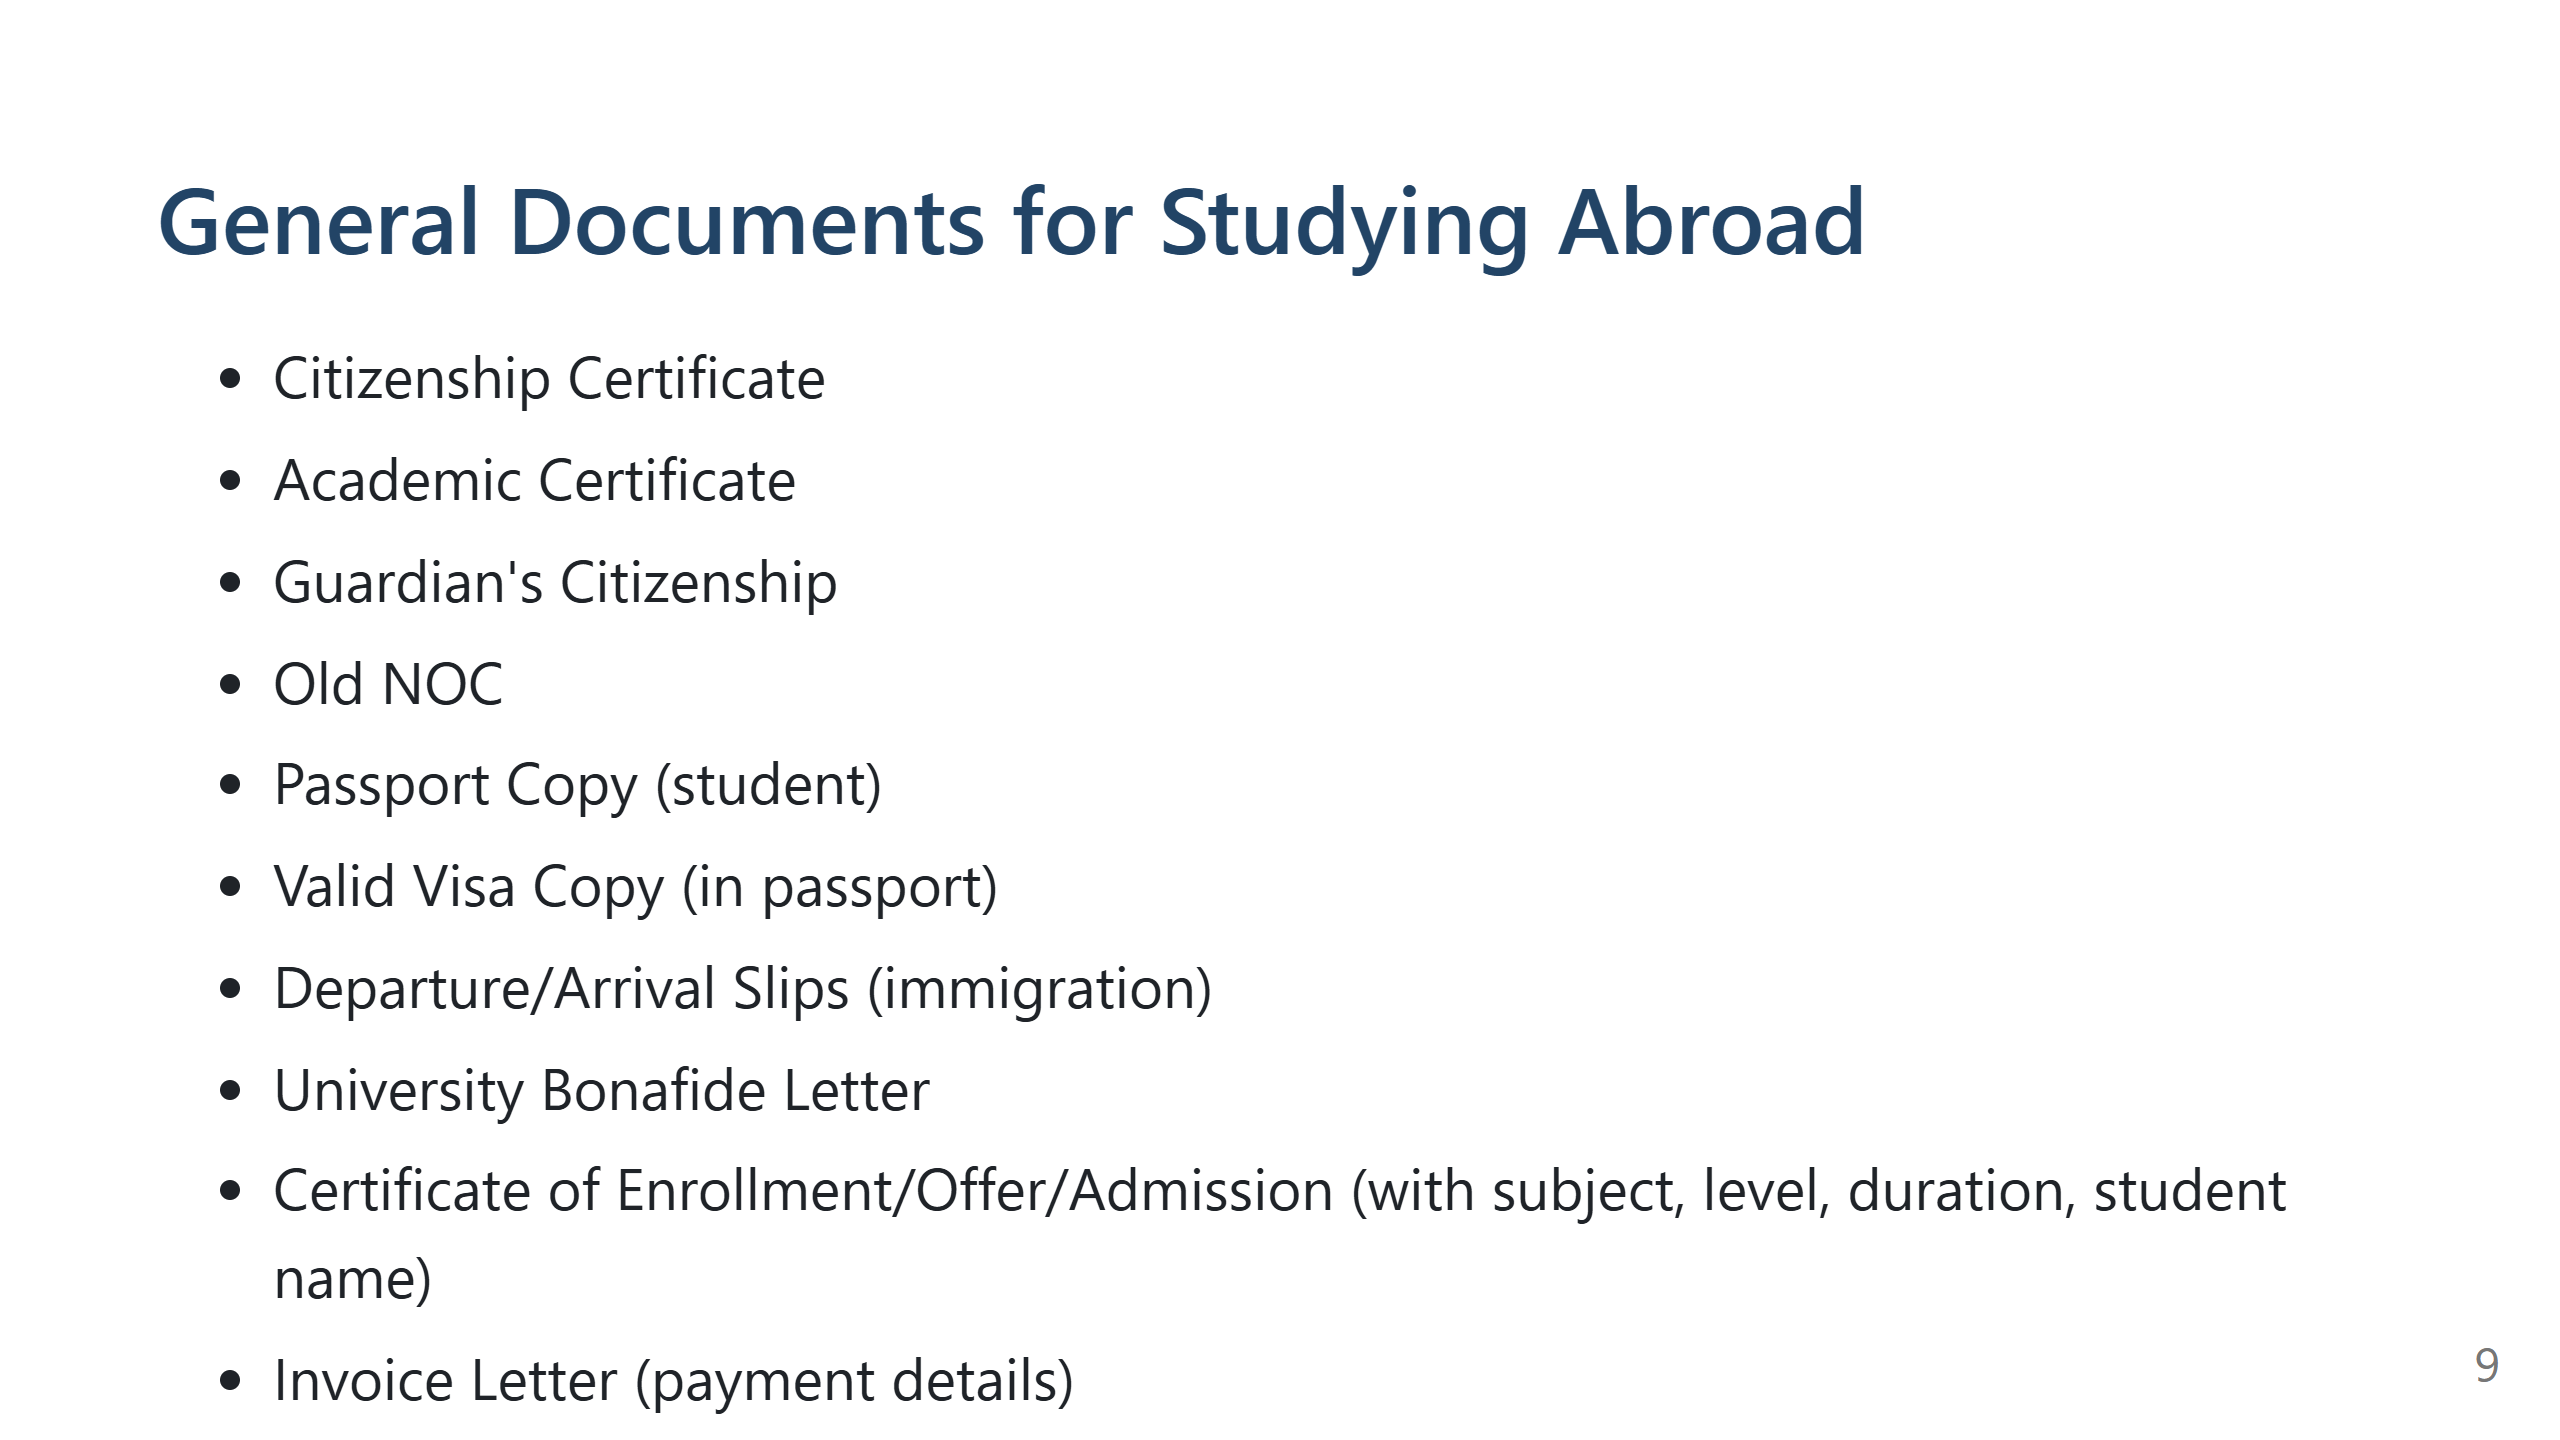 General Documents for Studying Abroad
• Citizenship Certificate
• Academic Certificate
• Guardian's Citizenship
• Old NOC
• Passport Copy (student)
• Valid Visa Copy (in passport)
• Departure/Arrival Slips (immigration)
• University Bonafide Letter
• Certificate of Enrollment/Offer/Admission (with subject, level, duration, student
name)
• Invoice Letter (payment details)
9